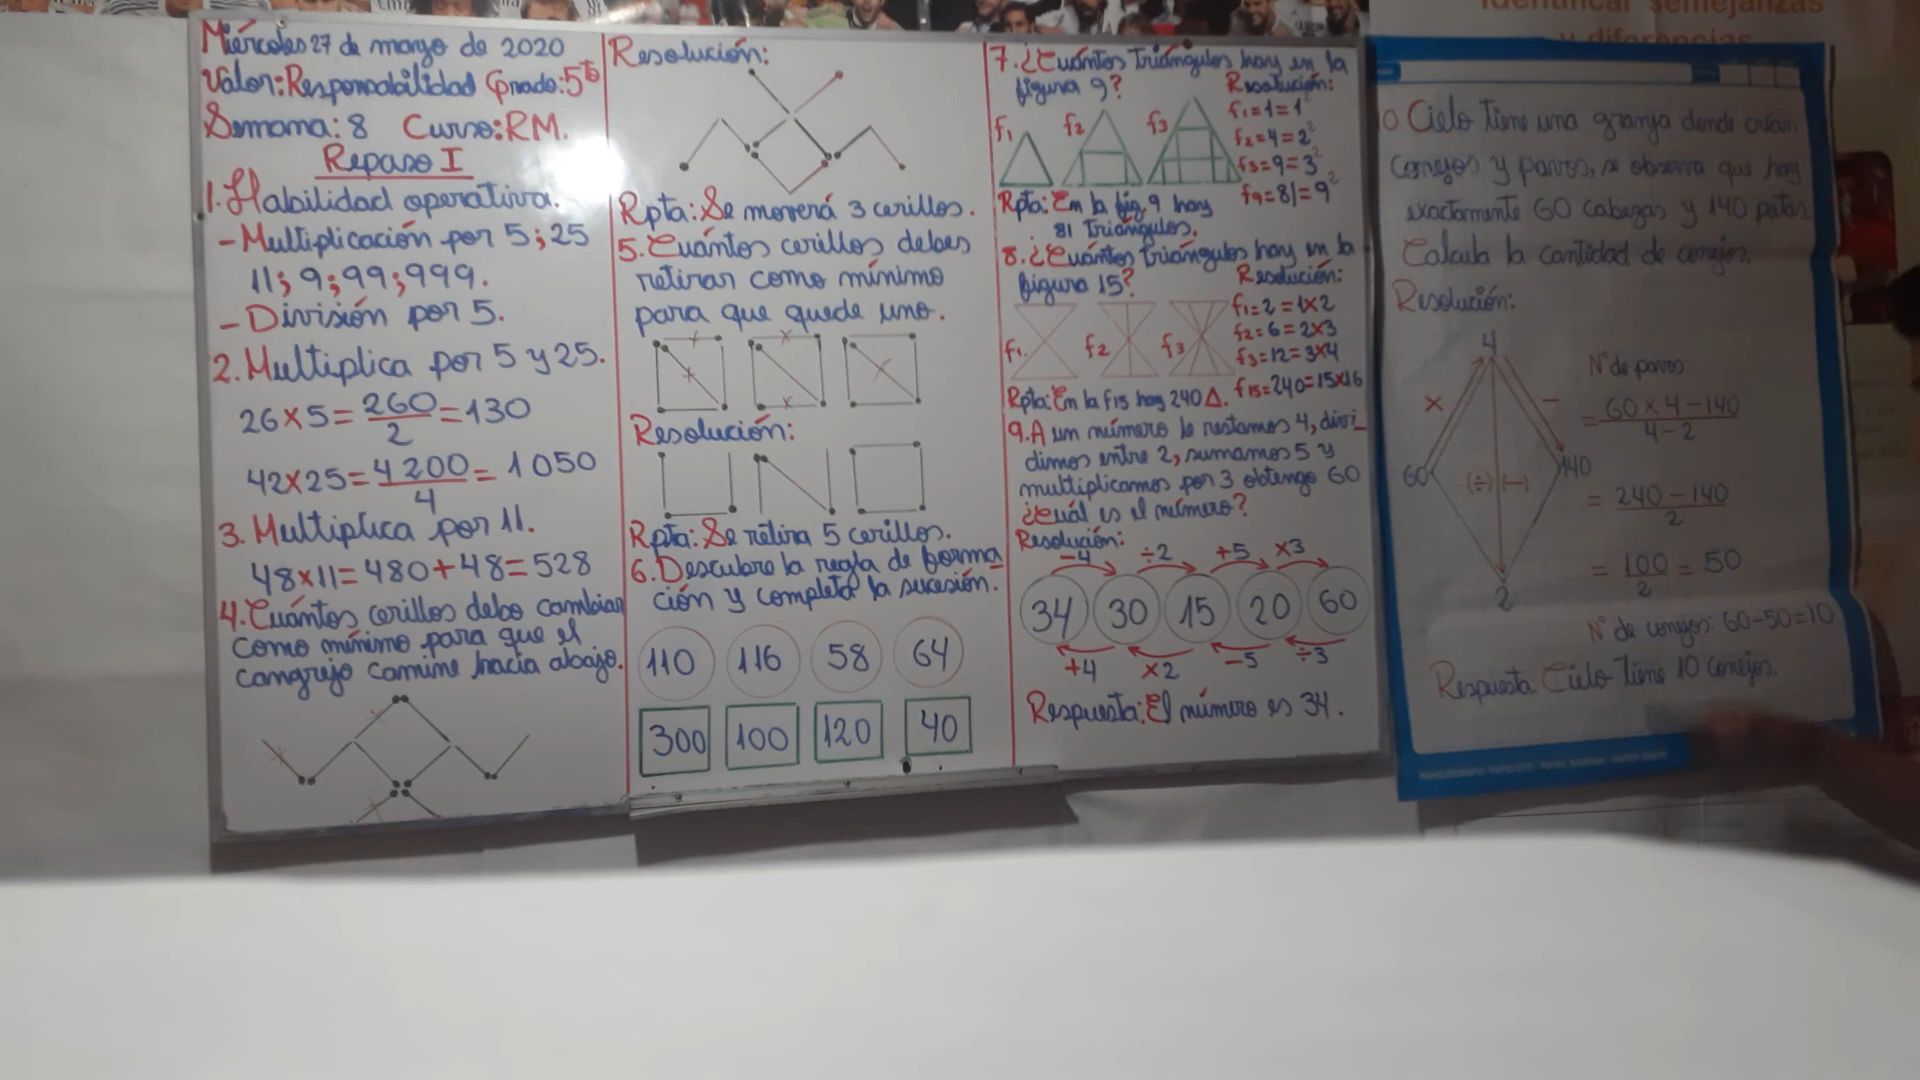 Miércoles 27 de mayo de 2020
Valor: Responsabilidad Grado: 5to
Semana: 8 Curso: RM.
Repaso I
1. Habilidad operativa.
- Multiplicación por 5; 25
11; 9; 99; 999.
- División por 5.
2. Multiplica por 5 y 25.
26×5= 260/2 =130
42×25= 4200/4 = 1050
3. Multiplica por 11.
48×11=480+48=528
4. Cuántos cerillos debo cambiar
como mínimo para que el
cangrejo camine hacia abajo.
Resolución:
Rpta: Se moverá 3 cerillos.
5. Cuántos cerillos debes
retirar como mínimo
para que quede uno.
Resolución:
Rpta: Se retira 5 cerillos.
6. Descubre la regla de forma_
ción y completa la sucesión.
110 116 58 64
300 100 120 40
7. ¿Cuántos triángulos hay en la
figura 9?
Resolución:
f1 f2 f3
f1=1=1²
f2=4=2²
f3=9=3²
f9=81=9²
Rpta: En la fig. 9 hay
81 triángulos.
8. ¿Cuántos triángulos hay en la
figura 15?
Resolución:
f1. f2 f3
f1=2=1×2
f2=6=2×3
f3=12=3×4
f15=240=15×16
Rpta: En la f15 hay 240 Δ.
9. A un número le restamos 4, divi_
dimos entre 2, sumamos 5 y
multiplicamos por 3 obtengo 60
¿Cuál es el número?
Resolución:
-4 ÷2 +5 ×3
34 30 15 20 60
+4 ×2 -5 ÷3
Respuesta: El número es 34.
identificar semejanzas
y diferencias
10 Cielo tiene una granja donde crían
conejos y pavos, se observa que hay
exactamente 60 cabezas y 140 patas
Calcula la cantidad de conejos.
Resolución:
4
× -
60 (÷) (-) 140
2
N° de pavos
= 60×4-140/4-2
= 240-140/2
= 100/2 = 50
N° de conejos: 60-50=10
Respuesta: Cielo tiene 10 conejos.